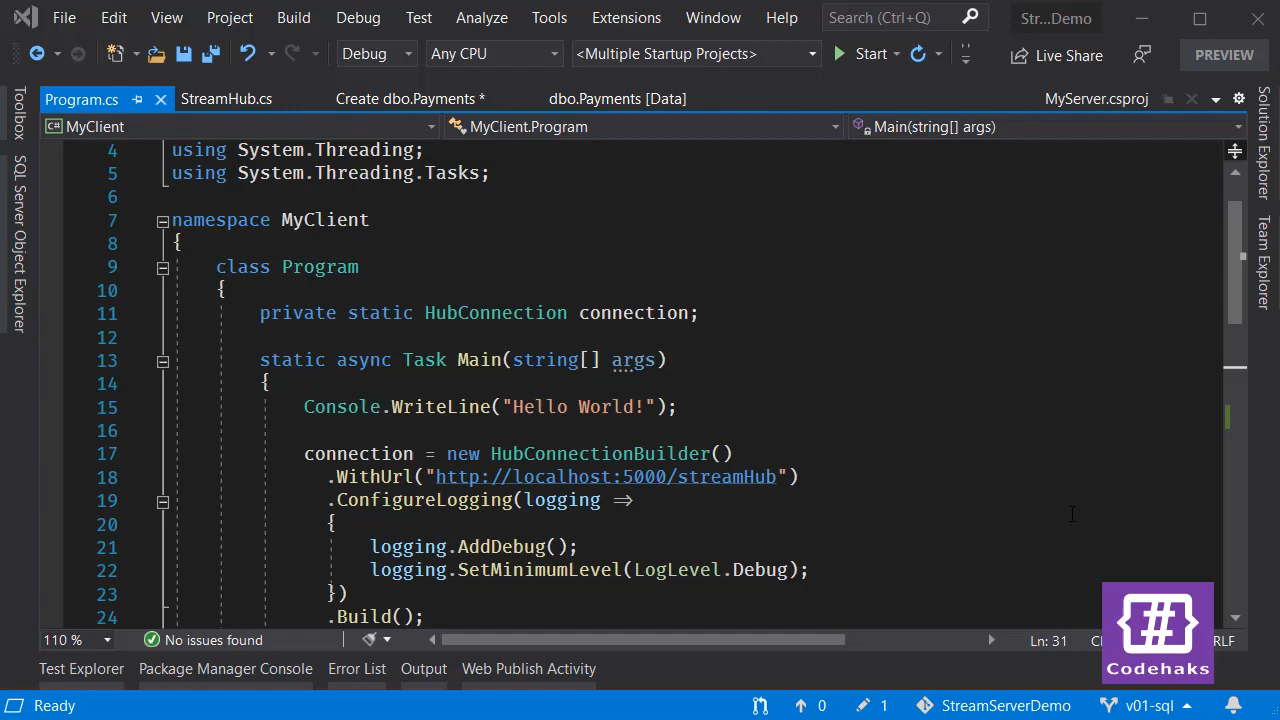 File Edit View Project Build Debug Test Analyze Tools Extensions Window Help Search (Ctrl+Q) Str...Demo
Debug Any CPU <Multiple Startup Projects> Start Live Share PREVIEW
Toolbox
SQL Server Object Explorer
Program.cs StreamHub.cs Create dbo.Payments * dbo.Payments [Data] MyServer.csproj
C# MyClient MyClient.Program Main(string[] args)
4 using System.Threading;
5 using System.Threading.Tasks;
6
7 namespace MyClient
8 {
9 class Program
10 {
11 private static HubConnection connection;
12
13 static async Task Main(string[] args)
14 {
15 Console.WriteLine("Hello World!");
16
17 connection = new HubConnectionBuilder()
18 .WithUrl("http://localhost:5000/streamHub")
19 .ConfigureLogging(logging =>
20 {
21 logging.AddDebug();
22 logging.SetMinimumLevel(LogLevel.Debug);
23 })
24 .Build();
Solution Explorer
Team Explorer
110 % No issues found Ln: 31
{#}
Codehaks
Test Explorer Package Manager Console Error List Output Web Publish Activity
Ready 0 1 StreamServerDemo v01-sql